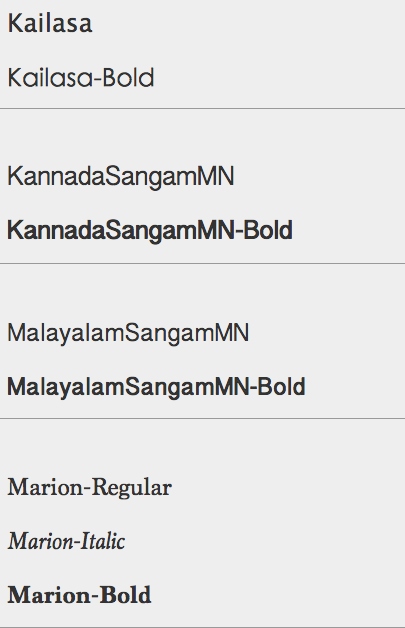 Kailasa
Kailasa-Bold
KannadaSangamMN
KannadaSangamMN-Bold
MalayalamSangamMN
MalayalamSangamMN-Bold
Marion-Regular
Marion-Italic
Marion-Bold